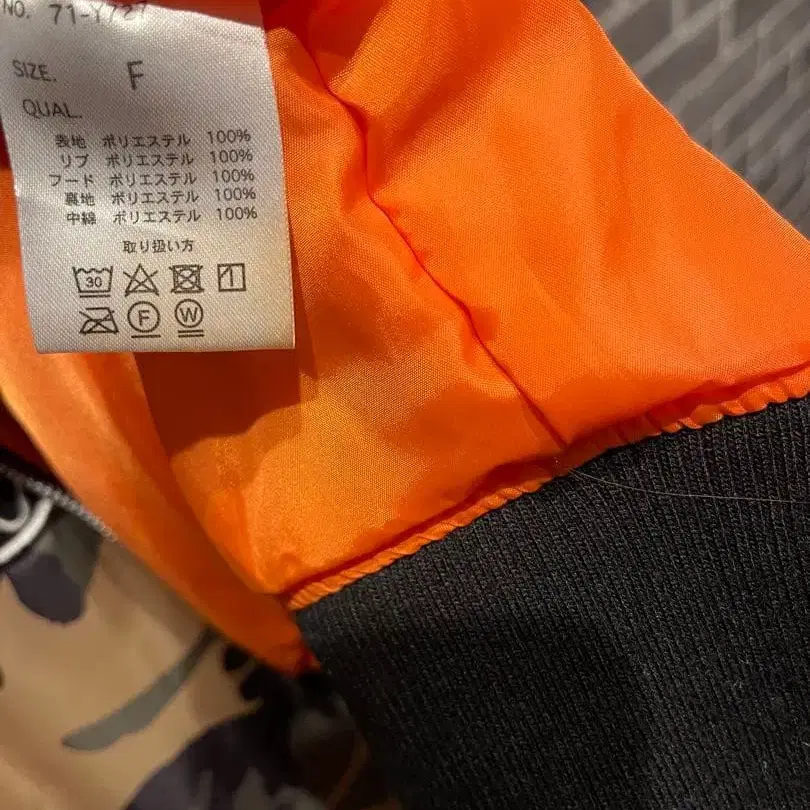 NO. 71-Y727
SIZE. F
QUAL.
表地 ポリエステル 100%
リブ ポリエステル 100%
フード ポリエステル 100%
裏地 ポリエステル 100%
中綿 ポリエステル 100%
取り扱い方
30
F W